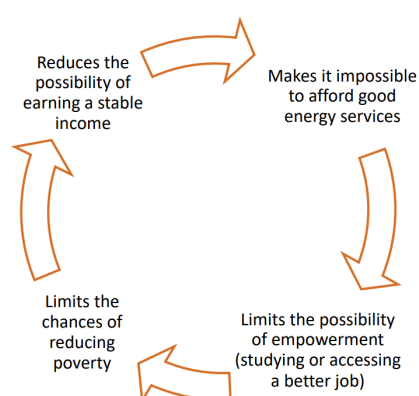 Reduces the
possibility of
earning a stable
income
Makes it impossible
to afford good
energy services
Limits the possibility
of empowerment
(studying or accessing
a better job)
Limits the
chances of
reducing
poverty